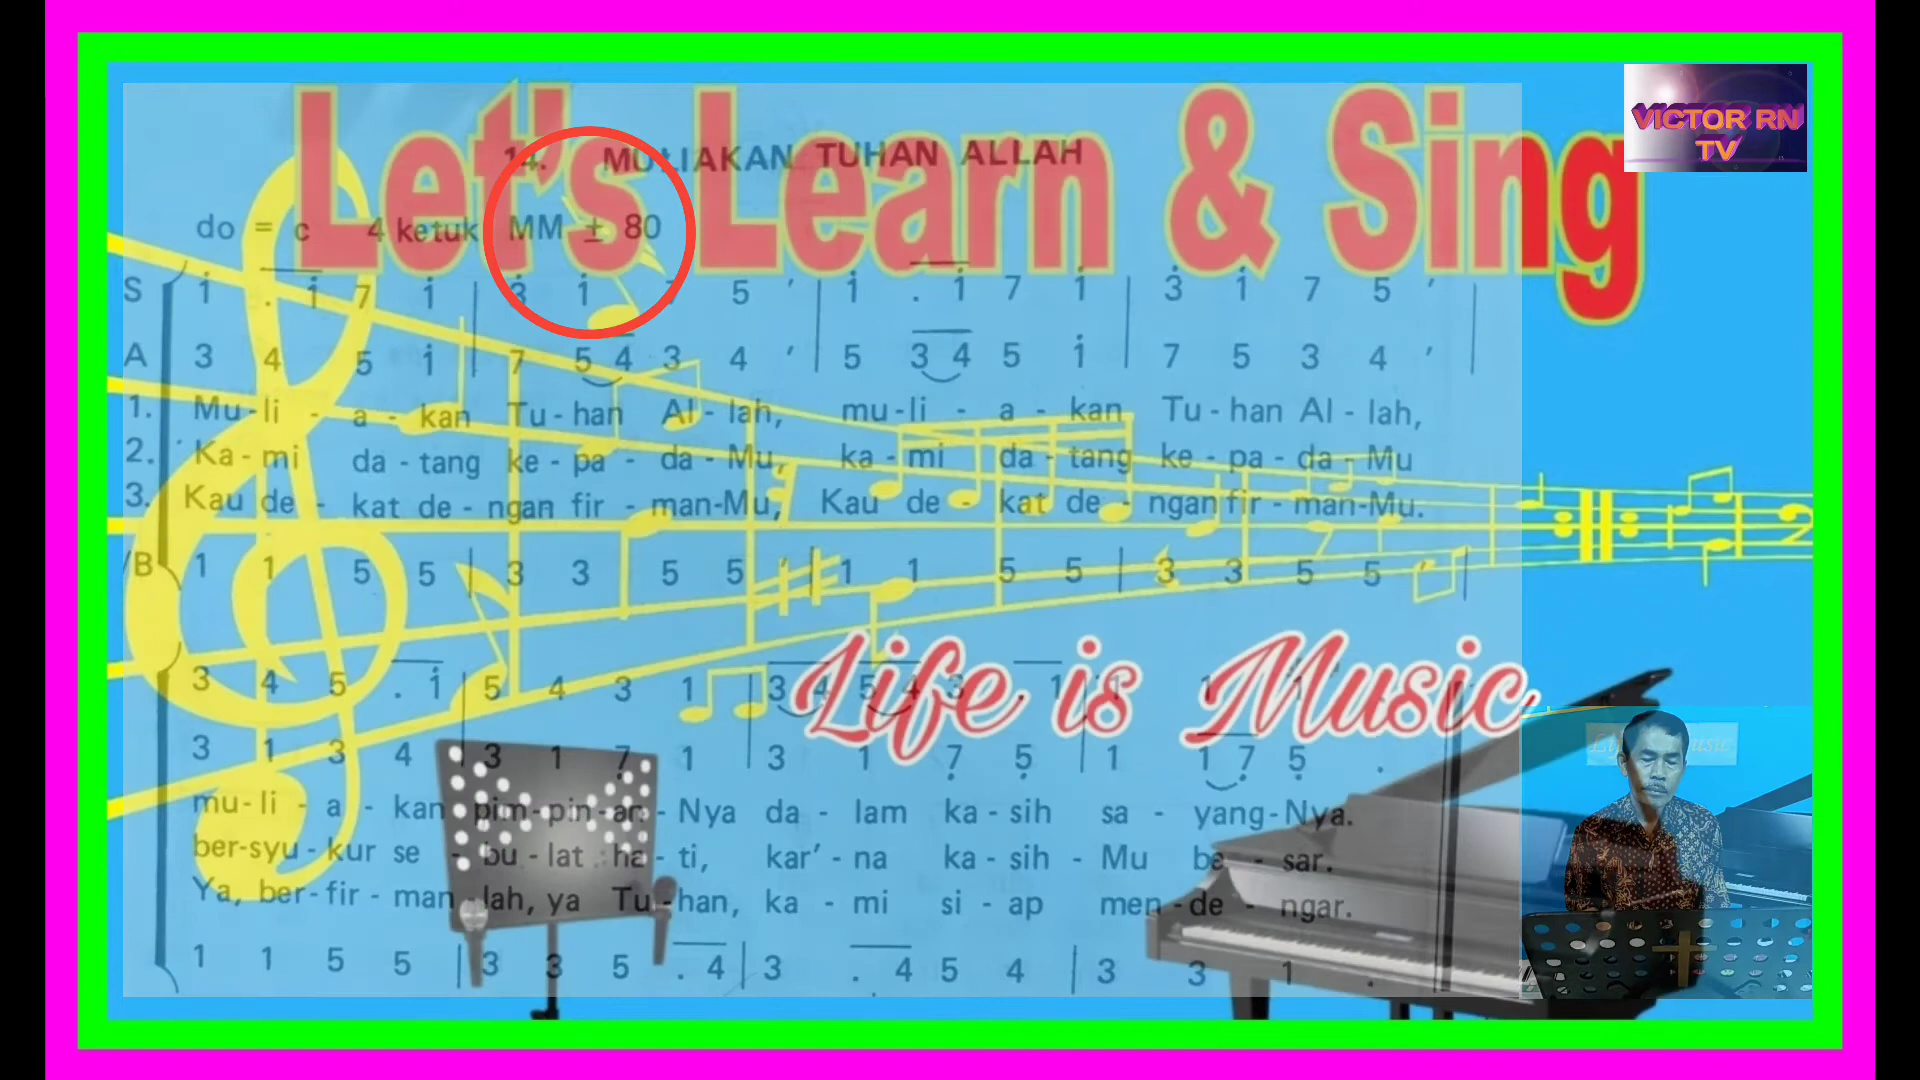 Let's Learn & Sing
VICTOR RN
TV
14. MULIAKAN TUHAN ALLAH
do = c 4 ketuk MM ± 80
S i . i 7 i | 3 i 7 5 ' | i . i 7 i | 3 i 7 5 ' |
A 3 4 5 i | 7 5 4 3 4 ' | 5 3 4 5 i | 7 5 3 4 ' |
1. Mu-li - a - kan Tu-han Al-lah, mu-li - a - kan Tu-han Al-lah,
2. Ka-mi da-tang ke-pa-da-Mu, ka-mi da-tang ke-pa-da-Mu
3. Kau de - kat de-ngan fir-man-Mu, Kau de - kat de-ngan fir-man-Mu.
/B 1 1 5 5 | 3 3 5 5 ' | 1 1 5 5 | 3 3 5 5 ' |
Life is Music
3 4 5 . i | 5 4 3 1 | 3 4 5 4 3 . 1 |
3 1 3 4 | 3 1 7 1 | 3 1 7 5 | 1 1 7 5 .
mu-li - a - kan pim-pin-an-Nya da - lam ka-sih sa - yang-Nya.
ber-syu-kur se - bu-lat ha-ti, kar'-na ka-sih-Mu be - sar.
Ya, ber-fir-man-lah, ya Tu-han, ka - mi si-ap men-de - ngar.
1 1 5 5 | 3 3 5 . 4 | 3 . 4 5 4 | 3 3 1 .